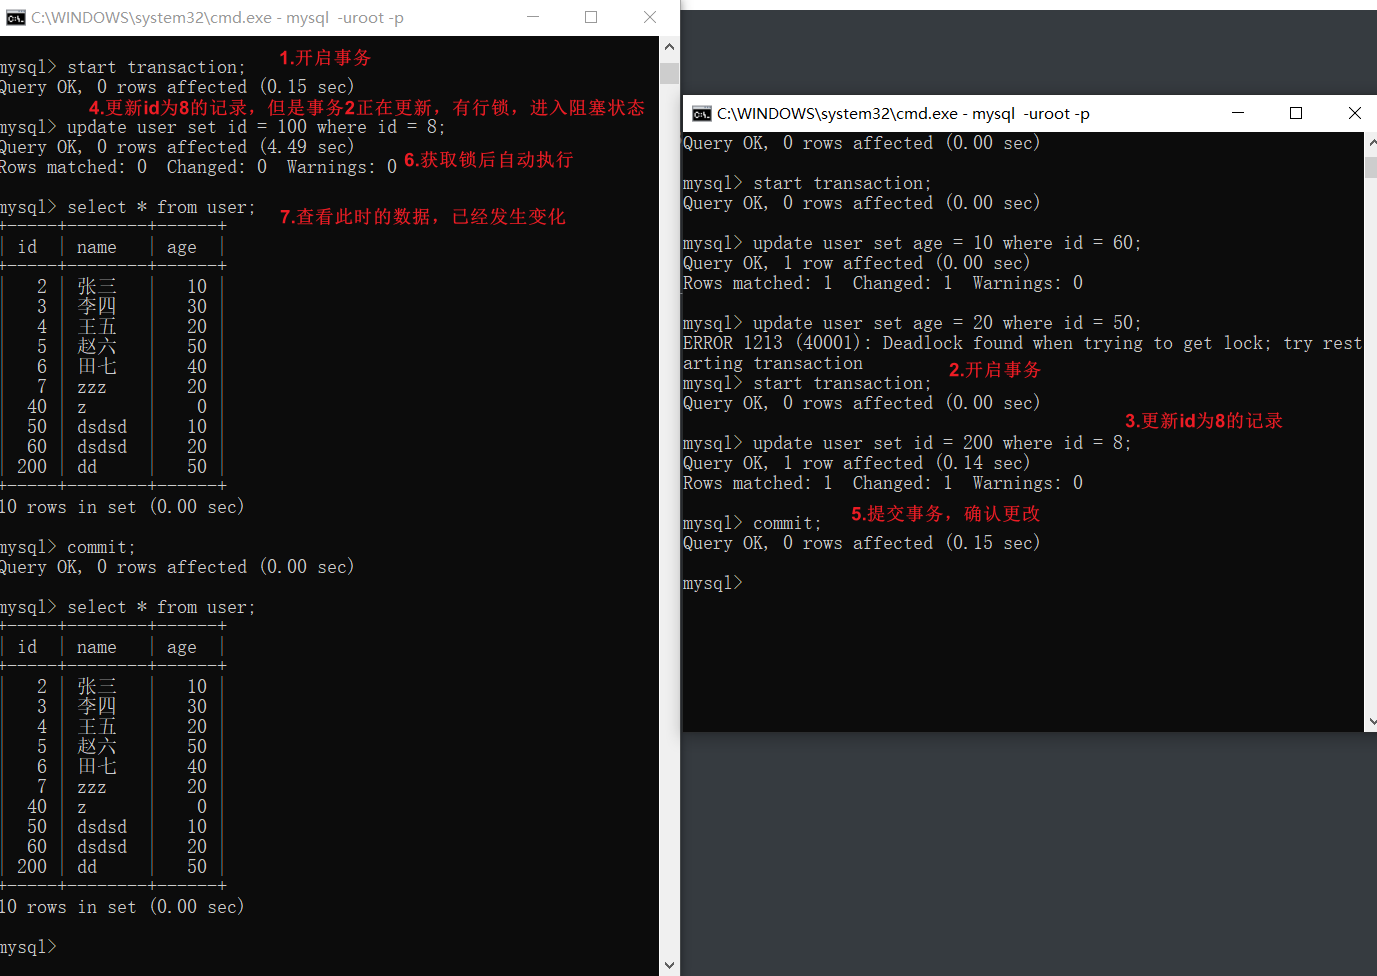 C:\WINDOWS\system32\cmd.exe - mysql  -uroot -p
1.开启事务
mysql> start transaction;
Query OK, 0 rows affected (0.15 sec)
4.更新id为8的记录，但是事务2正在更新，有行锁，进入阻塞状态
mysql> update user set id = 100 where id = 8;
Query OK, 0 rows affected (4.49 sec)
Rows matched: 0  Changed: 0  Warnings: 0
6.获取锁后自动执行
mysql> select * from user;
7.查看此时的数据，已经发生变化
+-----+--------+------+
| id  | name   | age  |
+-----+--------+------+
|   2 | 张三   |   10 |
|   3 | 李四   |   30 |
|   4 | 王五   |   20 |
|   5 | 赵六   |   50 |
|   6 | 田七   |   40 |
|   7 | zzz    |   20 |
|  40 | z      |    0 |
|  50 | dsdsd  |   10 |
|  60 | dsdsd  |   20 |
| 200 | dd     |   50 |
+-----+--------+------+
10 rows in set (0.00 sec)
mysql> commit;
Query OK, 0 rows affected (0.00 sec)
mysql> select * from user;
+-----+--------+------+
| id  | name   | age  |
+-----+--------+------+
|   2 | 张三   |   10 |
|   3 | 李四   |   30 |
|   4 | 王五   |   20 |
|   5 | 赵六   |   50 |
|   6 | 田七   |   40 |
|   7 | zzz    |   20 |
|  40 | z      |    0 |
|  50 | dsdsd  |   10 |
|  60 | dsdsd  |   20 |
| 200 | dd     |   50 |
+-----+--------+------+
10 rows in set (0.00 sec)
mysql>
C:\WINDOWS\system32\cmd.exe - mysql  -uroot -p
Query OK, 0 rows affected (0.00 sec)
mysql> start transaction;
Query OK, 0 rows affected (0.00 sec)
mysql> update user set age = 10 where id = 60;
Query OK, 1 row affected (0.00 sec)
Rows matched: 1  Changed: 1  Warnings: 0
mysql> update user set age = 20 where id = 50;
ERROR 1213 (40001): Deadlock found when trying to get lock; try rest
arting transaction
2.开启事务
mysql> start transaction;
Query OK, 0 rows affected (0.00 sec)
3.更新id为8的记录
mysql> update user set id = 200 where id = 8;
Query OK, 1 row affected (0.14 sec)
Rows matched: 1  Changed: 1  Warnings: 0
5.提交事务，确认更改
mysql> commit;
Query OK, 0 rows affected (0.15 sec)
mysql>